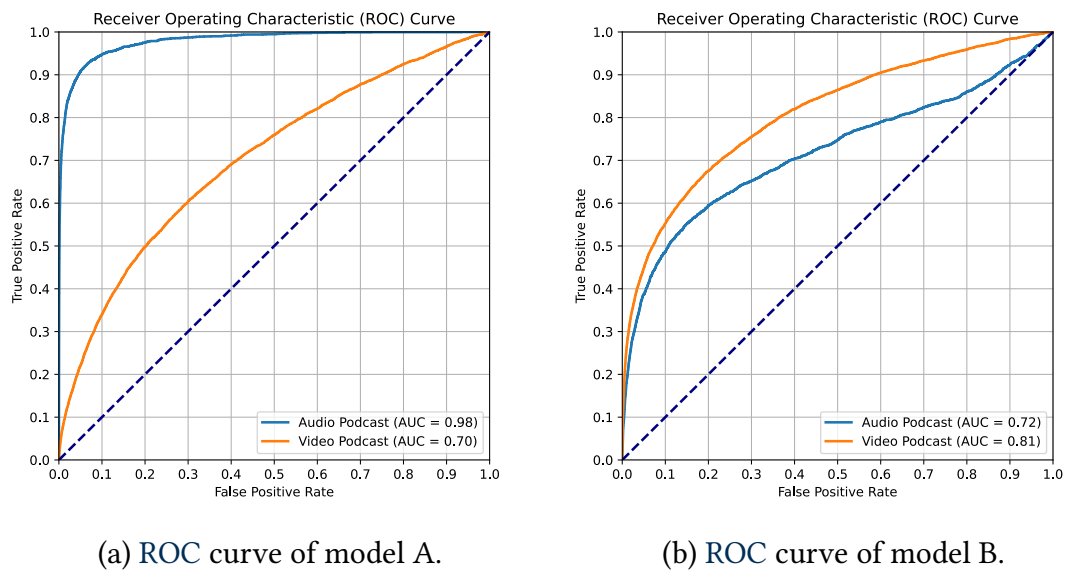 Receiver Operating Characteristic (ROC) Curve
1.0
0.9
0.8
0.7
0.6
0.5
0.4
0.3
0.2
0.1
0.0
True Positive Rate
Audio Podcast (AUC = 0.98)
Video Podcast (AUC = 0.70)
0.0 0.1 0.2 0.3 0.4 0.5 0.6 0.7 0.8 0.9 1.0
False Positive Rate
(a) ROC curve of model A.
Receiver Operating Characteristic (ROC) Curve
1.0
0.9
0.8
0.7
0.6
0.5
0.4
0.3
0.2
0.1
0.0
True Positive Rate
Audio Podcast (AUC = 0.72)
Video Podcast (AUC = 0.81)
0.0 0.1 0.2 0.3 0.4 0.5 0.6 0.7 0.8 0.9 1.0
False Positive Rate
(b) ROC curve of model B.